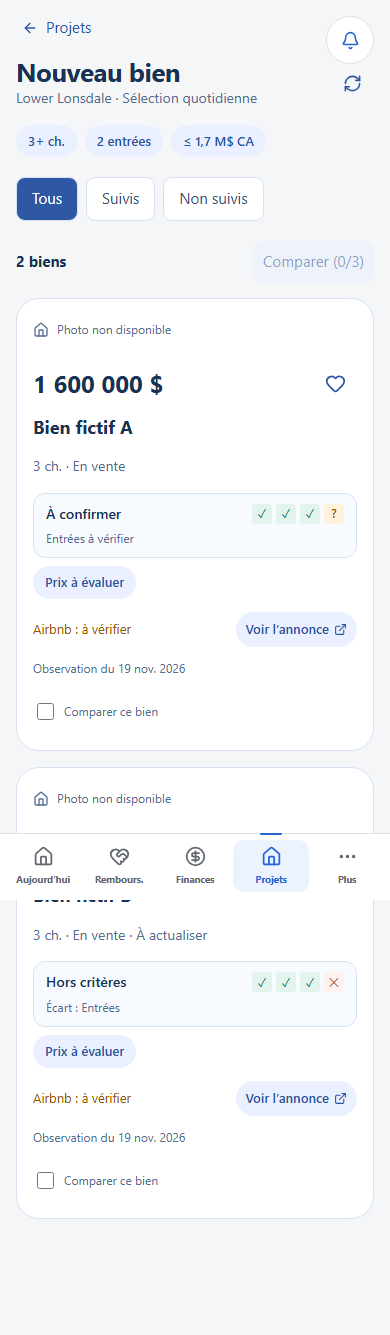 Projets
Nouveau bien
Lower Lonsdale · Sélection quotidienne
3+ ch.
2 entrées
≤ 1,7 M$ CA
Tous
Suivis
Non suivis
2 biens
Comparer (0/3)
Photo non disponible
1 600 000 $
Bien fictif A
3 ch. · En vente
À confirmer
✓ ✓ ✓ ?
Entrées à vérifier
Prix à évaluer
Airbnb : à vérifier
Voir l'annonce
Observation du 19 nov. 2026
Comparer ce bien
Photo non disponible
Aujourd'hui
Rembours.
Finances
Projets
Plus
3 ch. · En vente · À actualiser
Hors critères
✓ ✓ ✓ ×
Écart : Entrées
Prix à évaluer
Airbnb : à vérifier
Voir l'annonce
Observation du 19 nov. 2026
Comparer ce bien